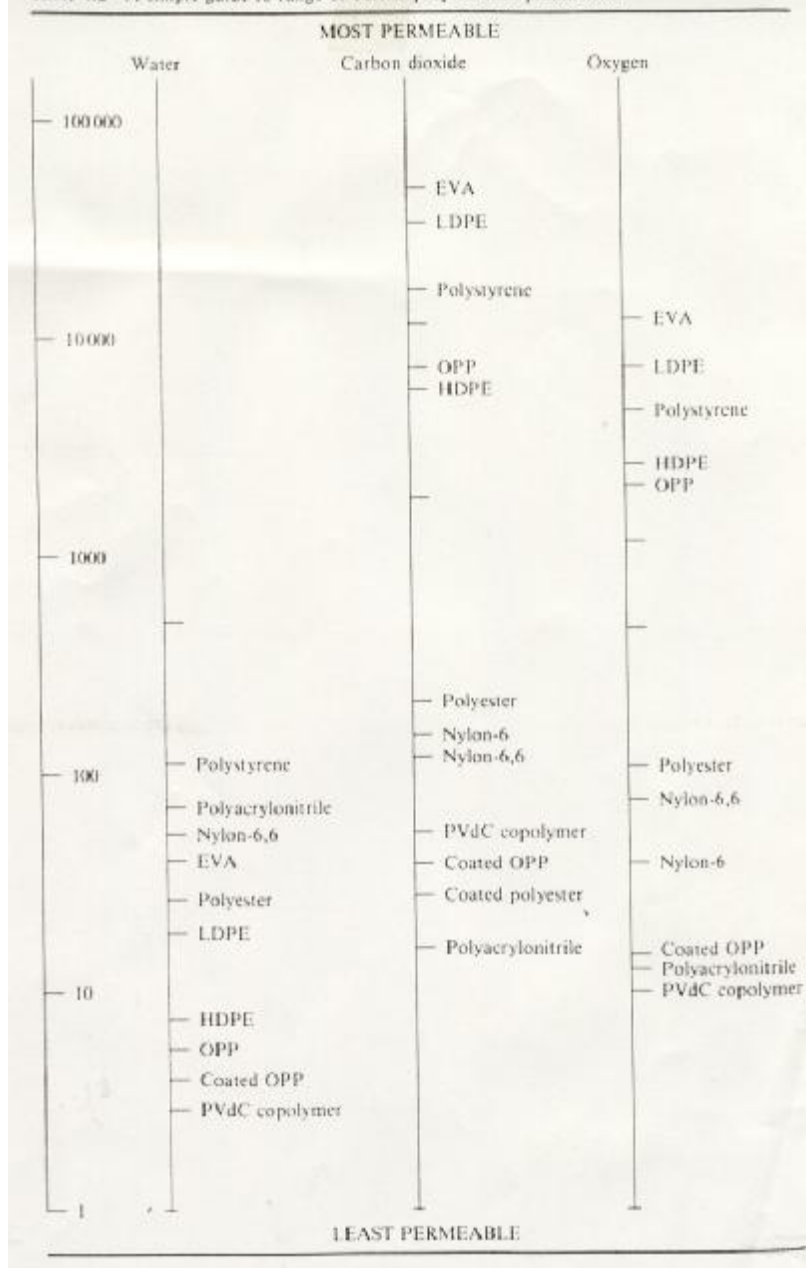 MOST PERMEABLE
Water Carbon dioxide Oxygen
100 000
EVA
LDPE
Polystyrene
EVA
10 000
OPP
LDPE
HDPE
Polystyrene
HDPE
OPP
1000
Polyester
Nylon-6
Nylon-6,6
Polystyrene
Polyester
100
Nylon-6,6
Polyacrylonitrile
PVdC copolymer
Nylon-6,6
EVA
Coated OPP
Nylon-6
Coated polyester
Polyester
LDPE
Polyacrylonitrile
Coated OPP
Polyacrylonitrile
PVdC copolymer
10
HDPE
OPP
Coated OPP
PVdC copolymer
1
LEAST PERMEABLE